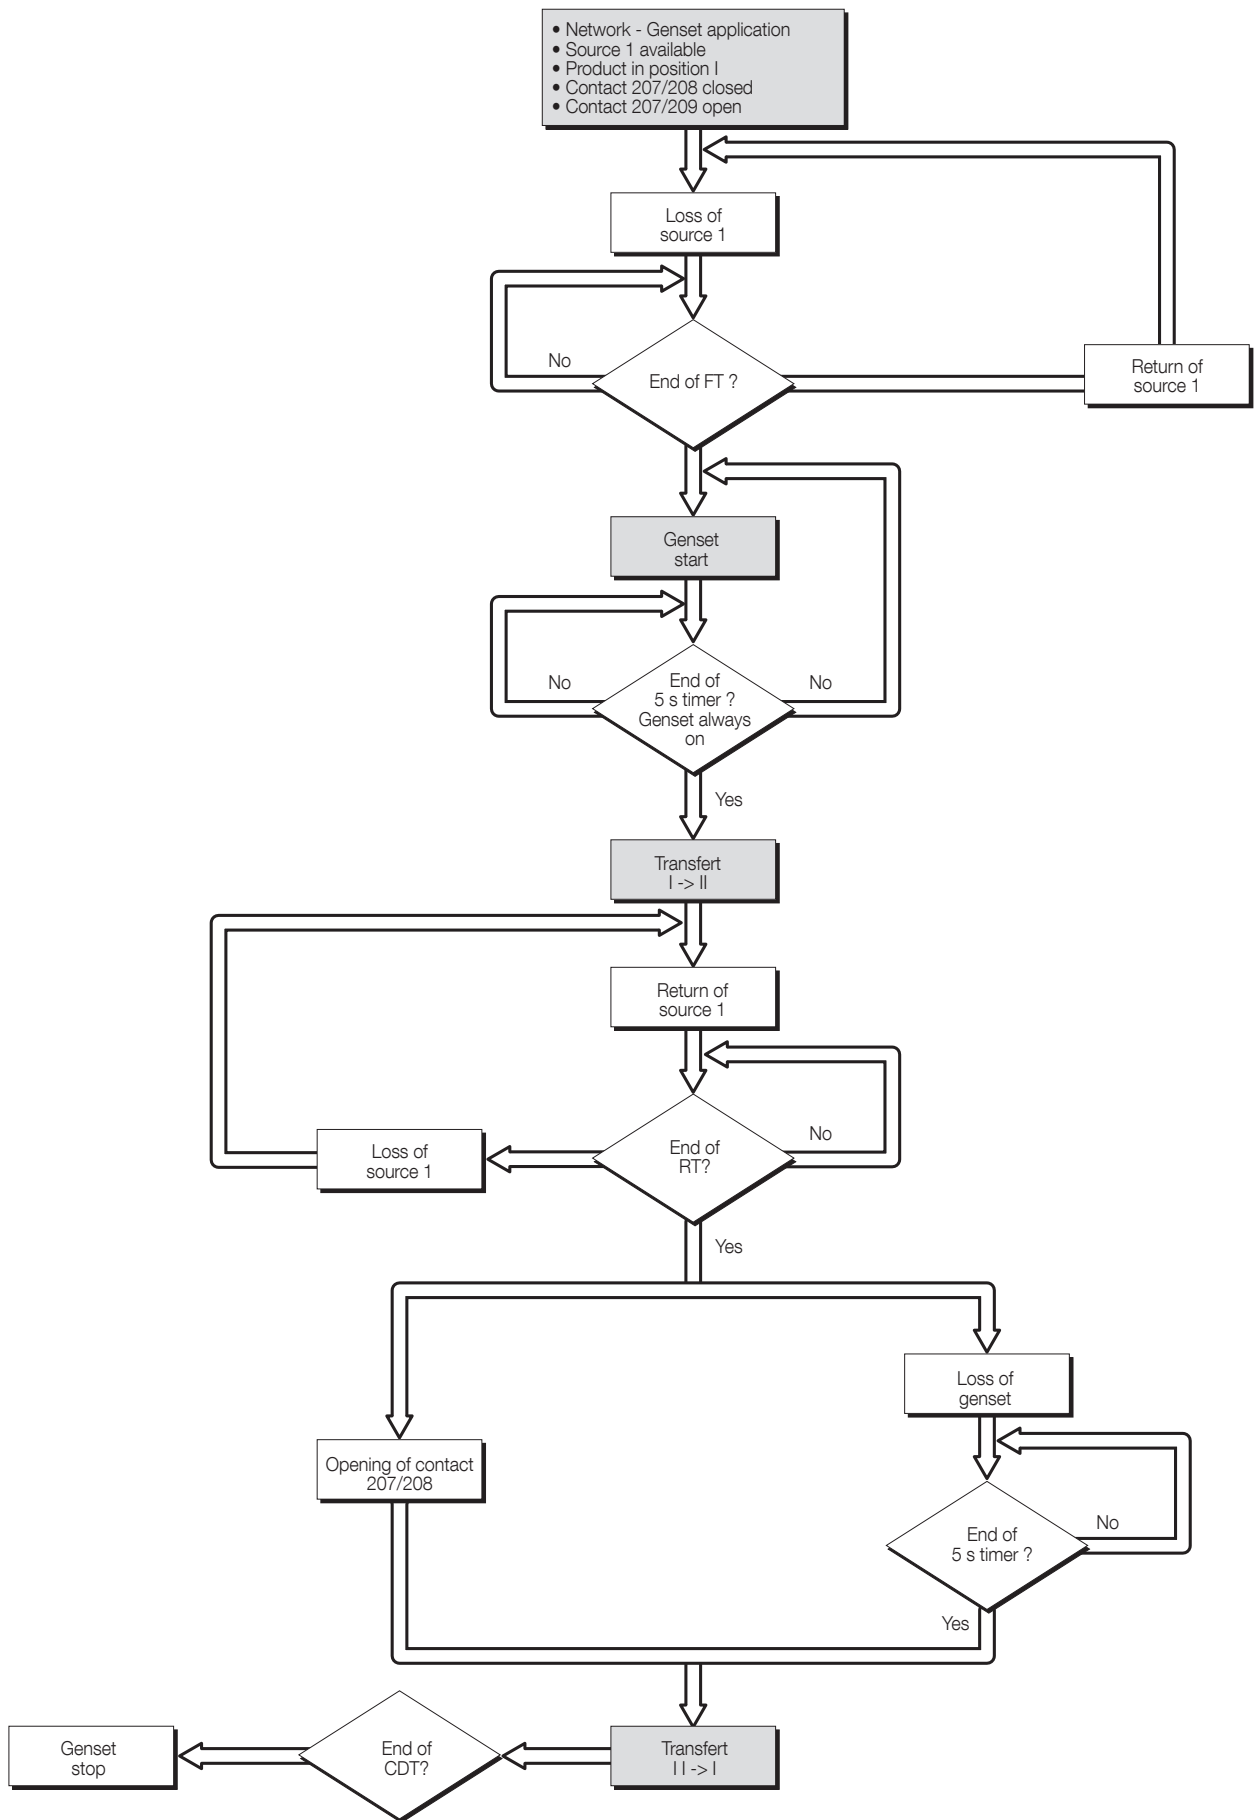 • Network - Genset application
• Source 1 available
• Product in position I
• Contact 207/208 closed
• Contact 207/209 open
Loss of
source 1
No
End of FT ?
Return of
source 1
Genset
start
No
End of
5 s timer ?
Genset always
on
No
Yes
Transfert
I -> II
Return of
source 1
Loss of
source 1
End of
RT?
No
Yes
Loss of
genset
Opening of contact
207/208
End of
5 s timer ?
No
Yes
Genset
stop
End of
CDT?
Transfert
I I -> I